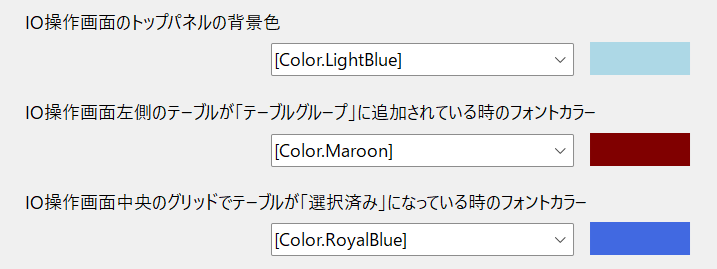 IO操作画面のトップパネルの背景色
[Color.LightBlue]
IO操作画面左側のテーブルが「テーブルグループ」に追加されている時のフォントカラー
[Color.Maroon]
IO操作画面中央のグリッドでテーブルが「選択済み」になっている時のフォントカラー
[Color.RoyalBlue]